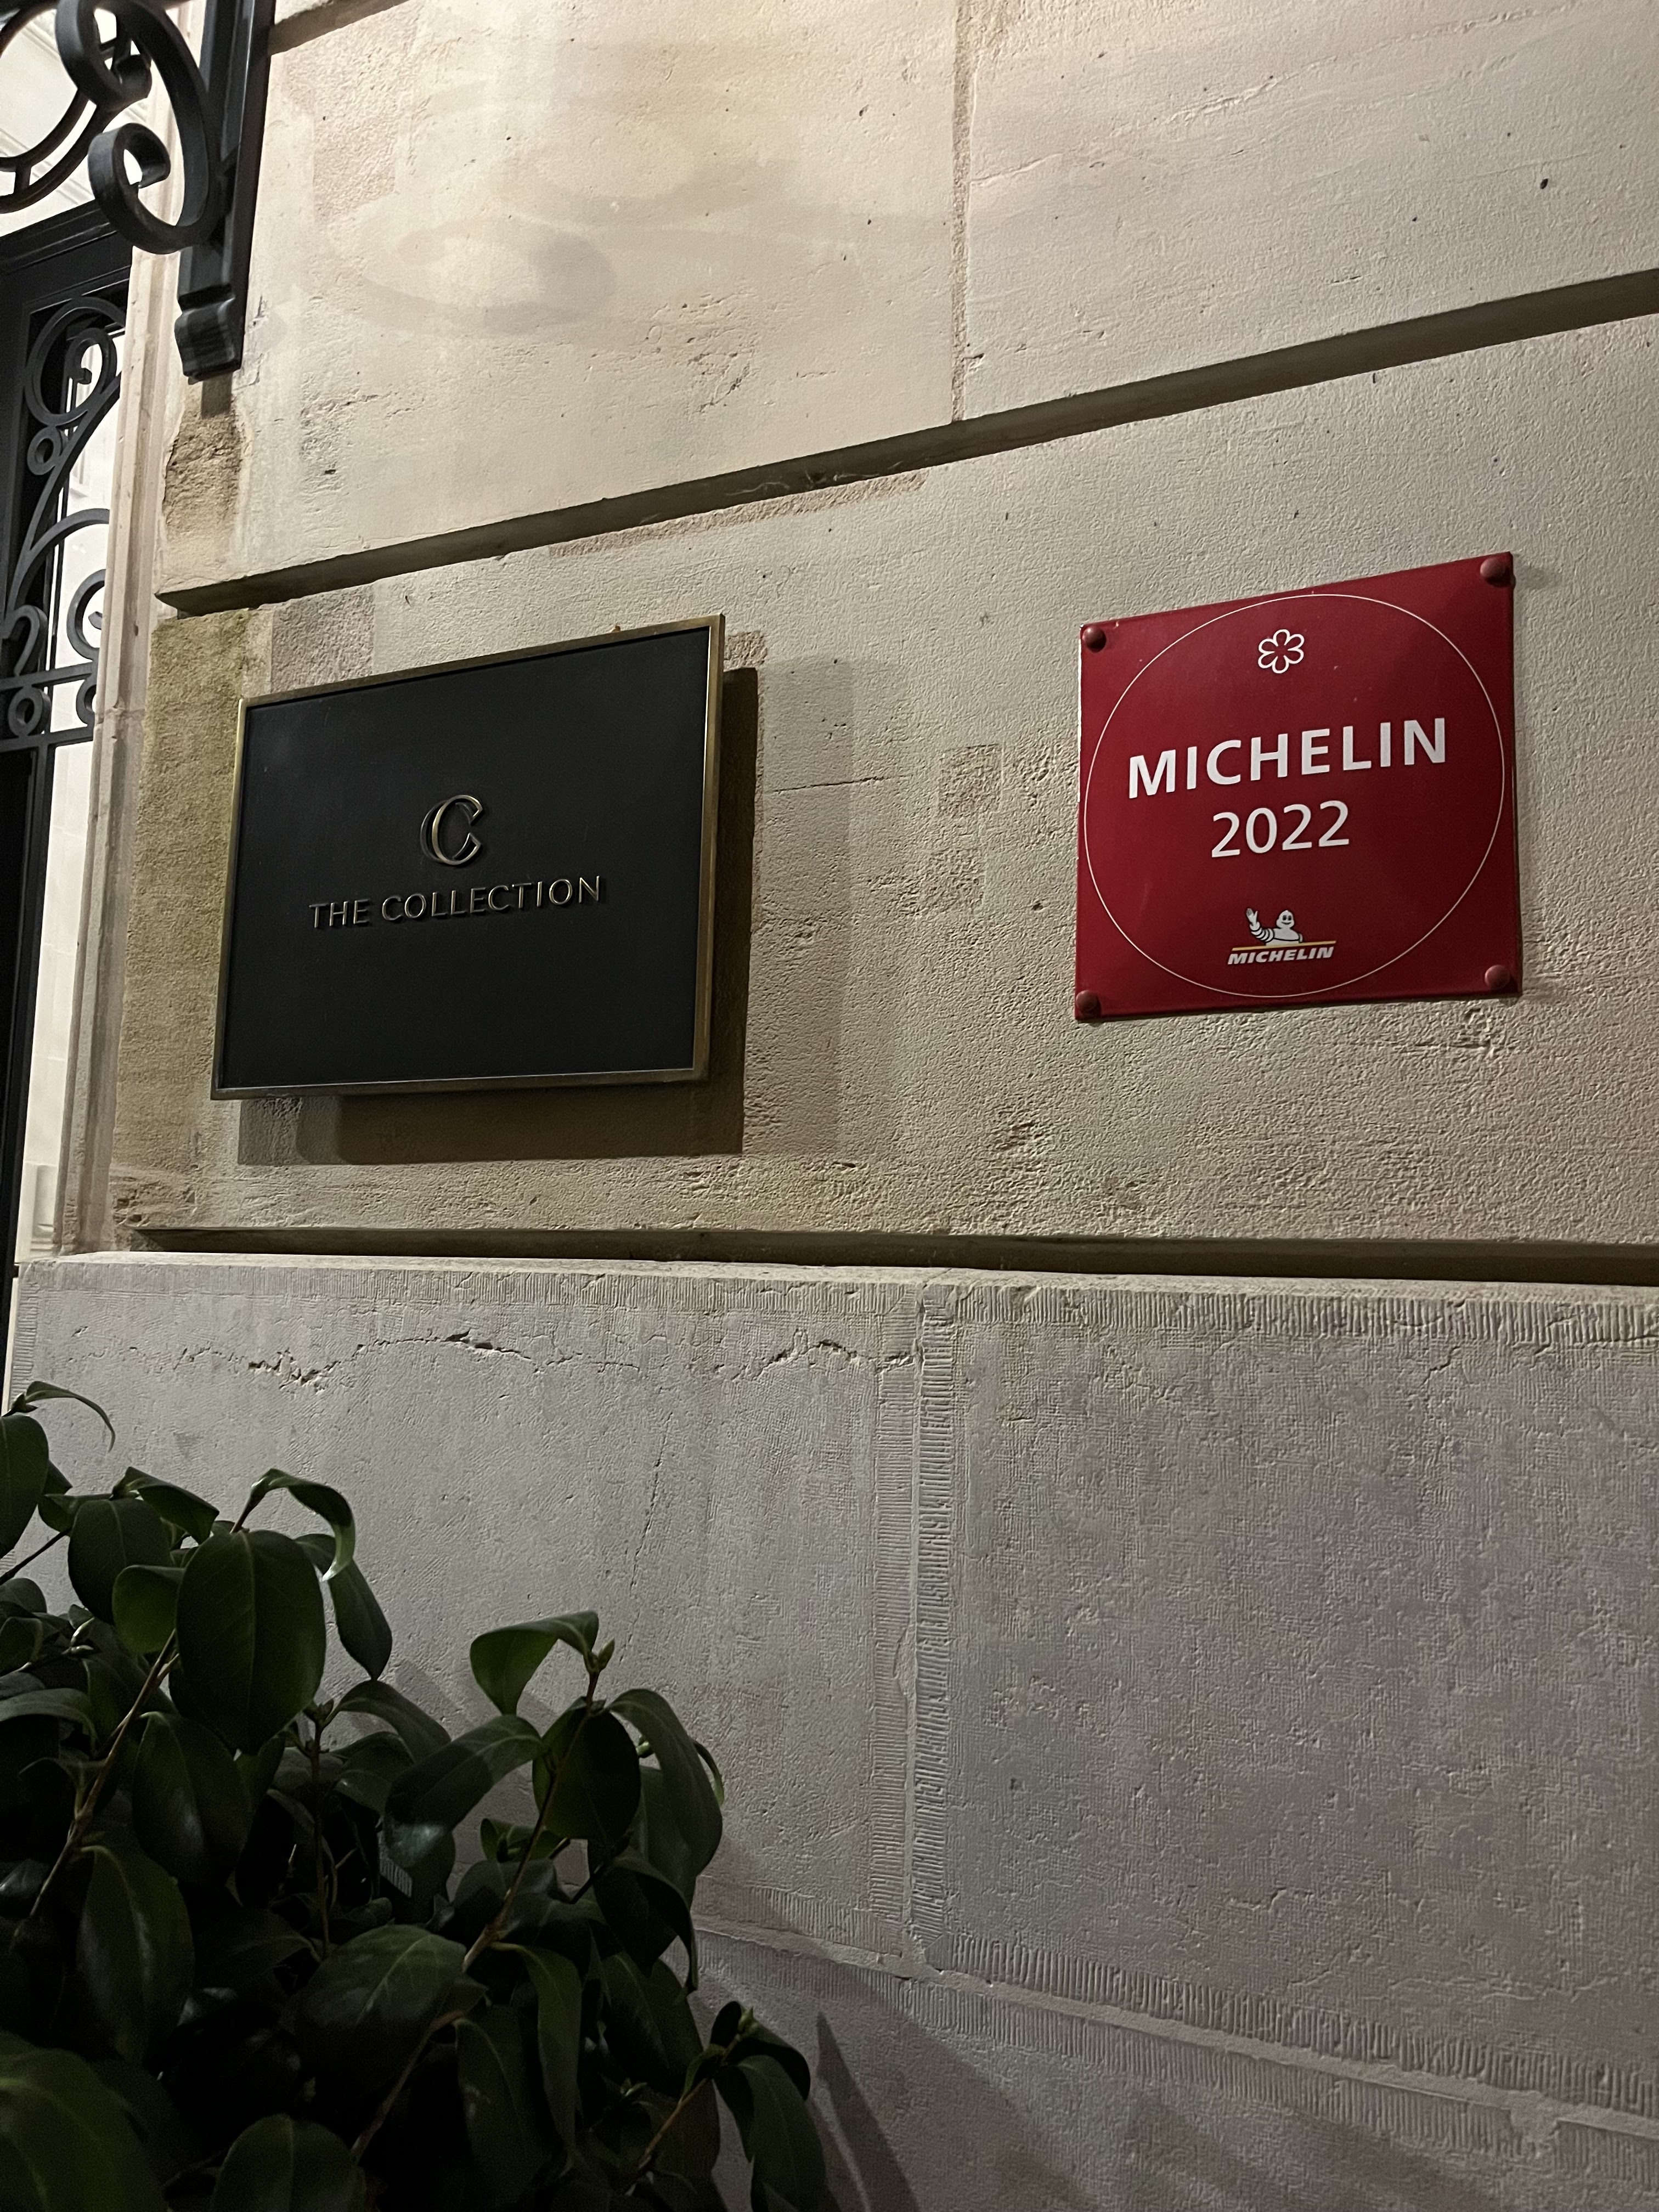 C
THE COLLECTION
MICHELIN
2022
MICHELIN